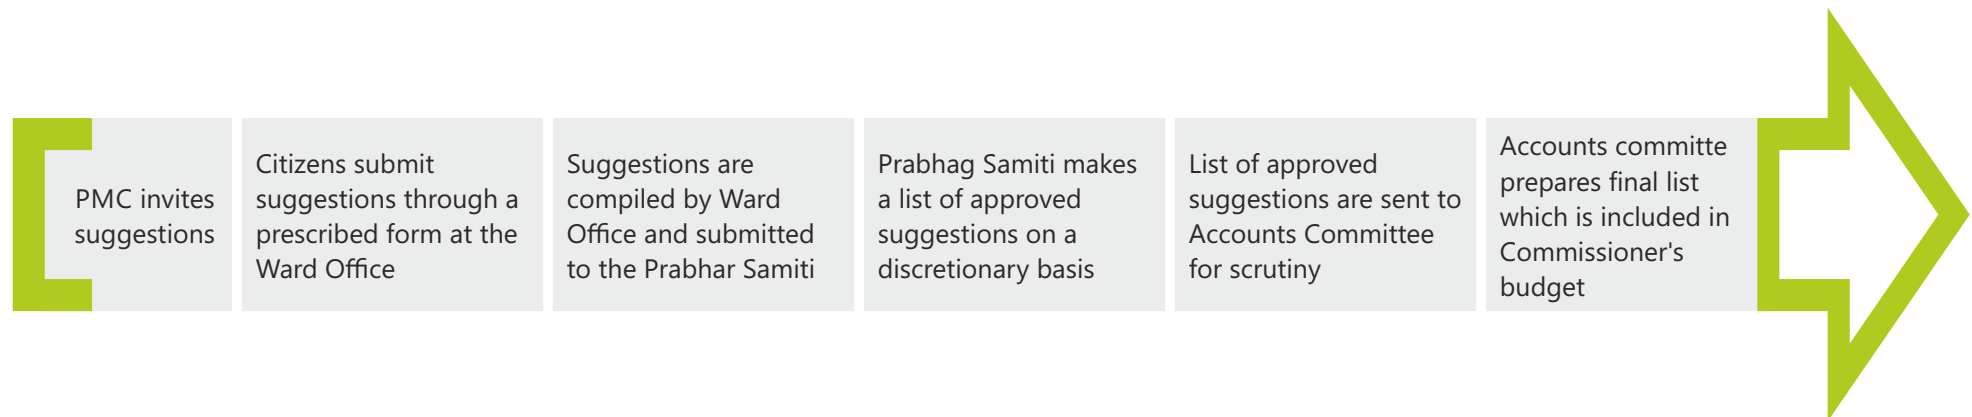 PMC invites
suggestions
Citizens submit
suggestions through a
prescribed form at the
Ward Office
Suggestions are
compiled by Ward
Office and submitted
to the Prabhar Samiti
Prabhag Samiti makes
a list of approved
suggestions on a
discretionary basis
List of approved
suggestions are sent to
Accounts Committee
for scrutiny
Accounts committe
prepares final list
which is included in
Commissioner's
budget